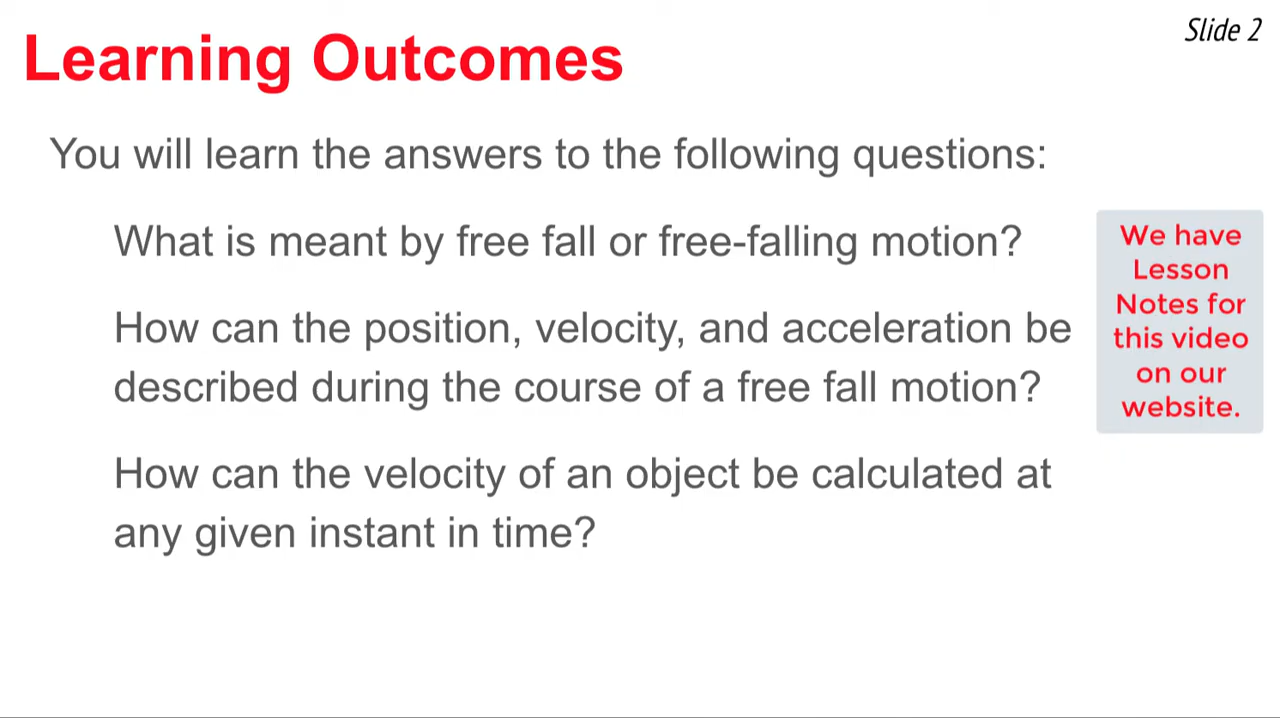 Slide 2
Learning Outcomes
You will learn the answers to the following questions:
What is meant by free fall or free-falling motion?
How can the position, velocity, and acceleration be
described during the course of a free fall motion?
How can the velocity of an object be calculated at
any given instant in time?
We have
Lesson
Notes for
this video
on our
website.